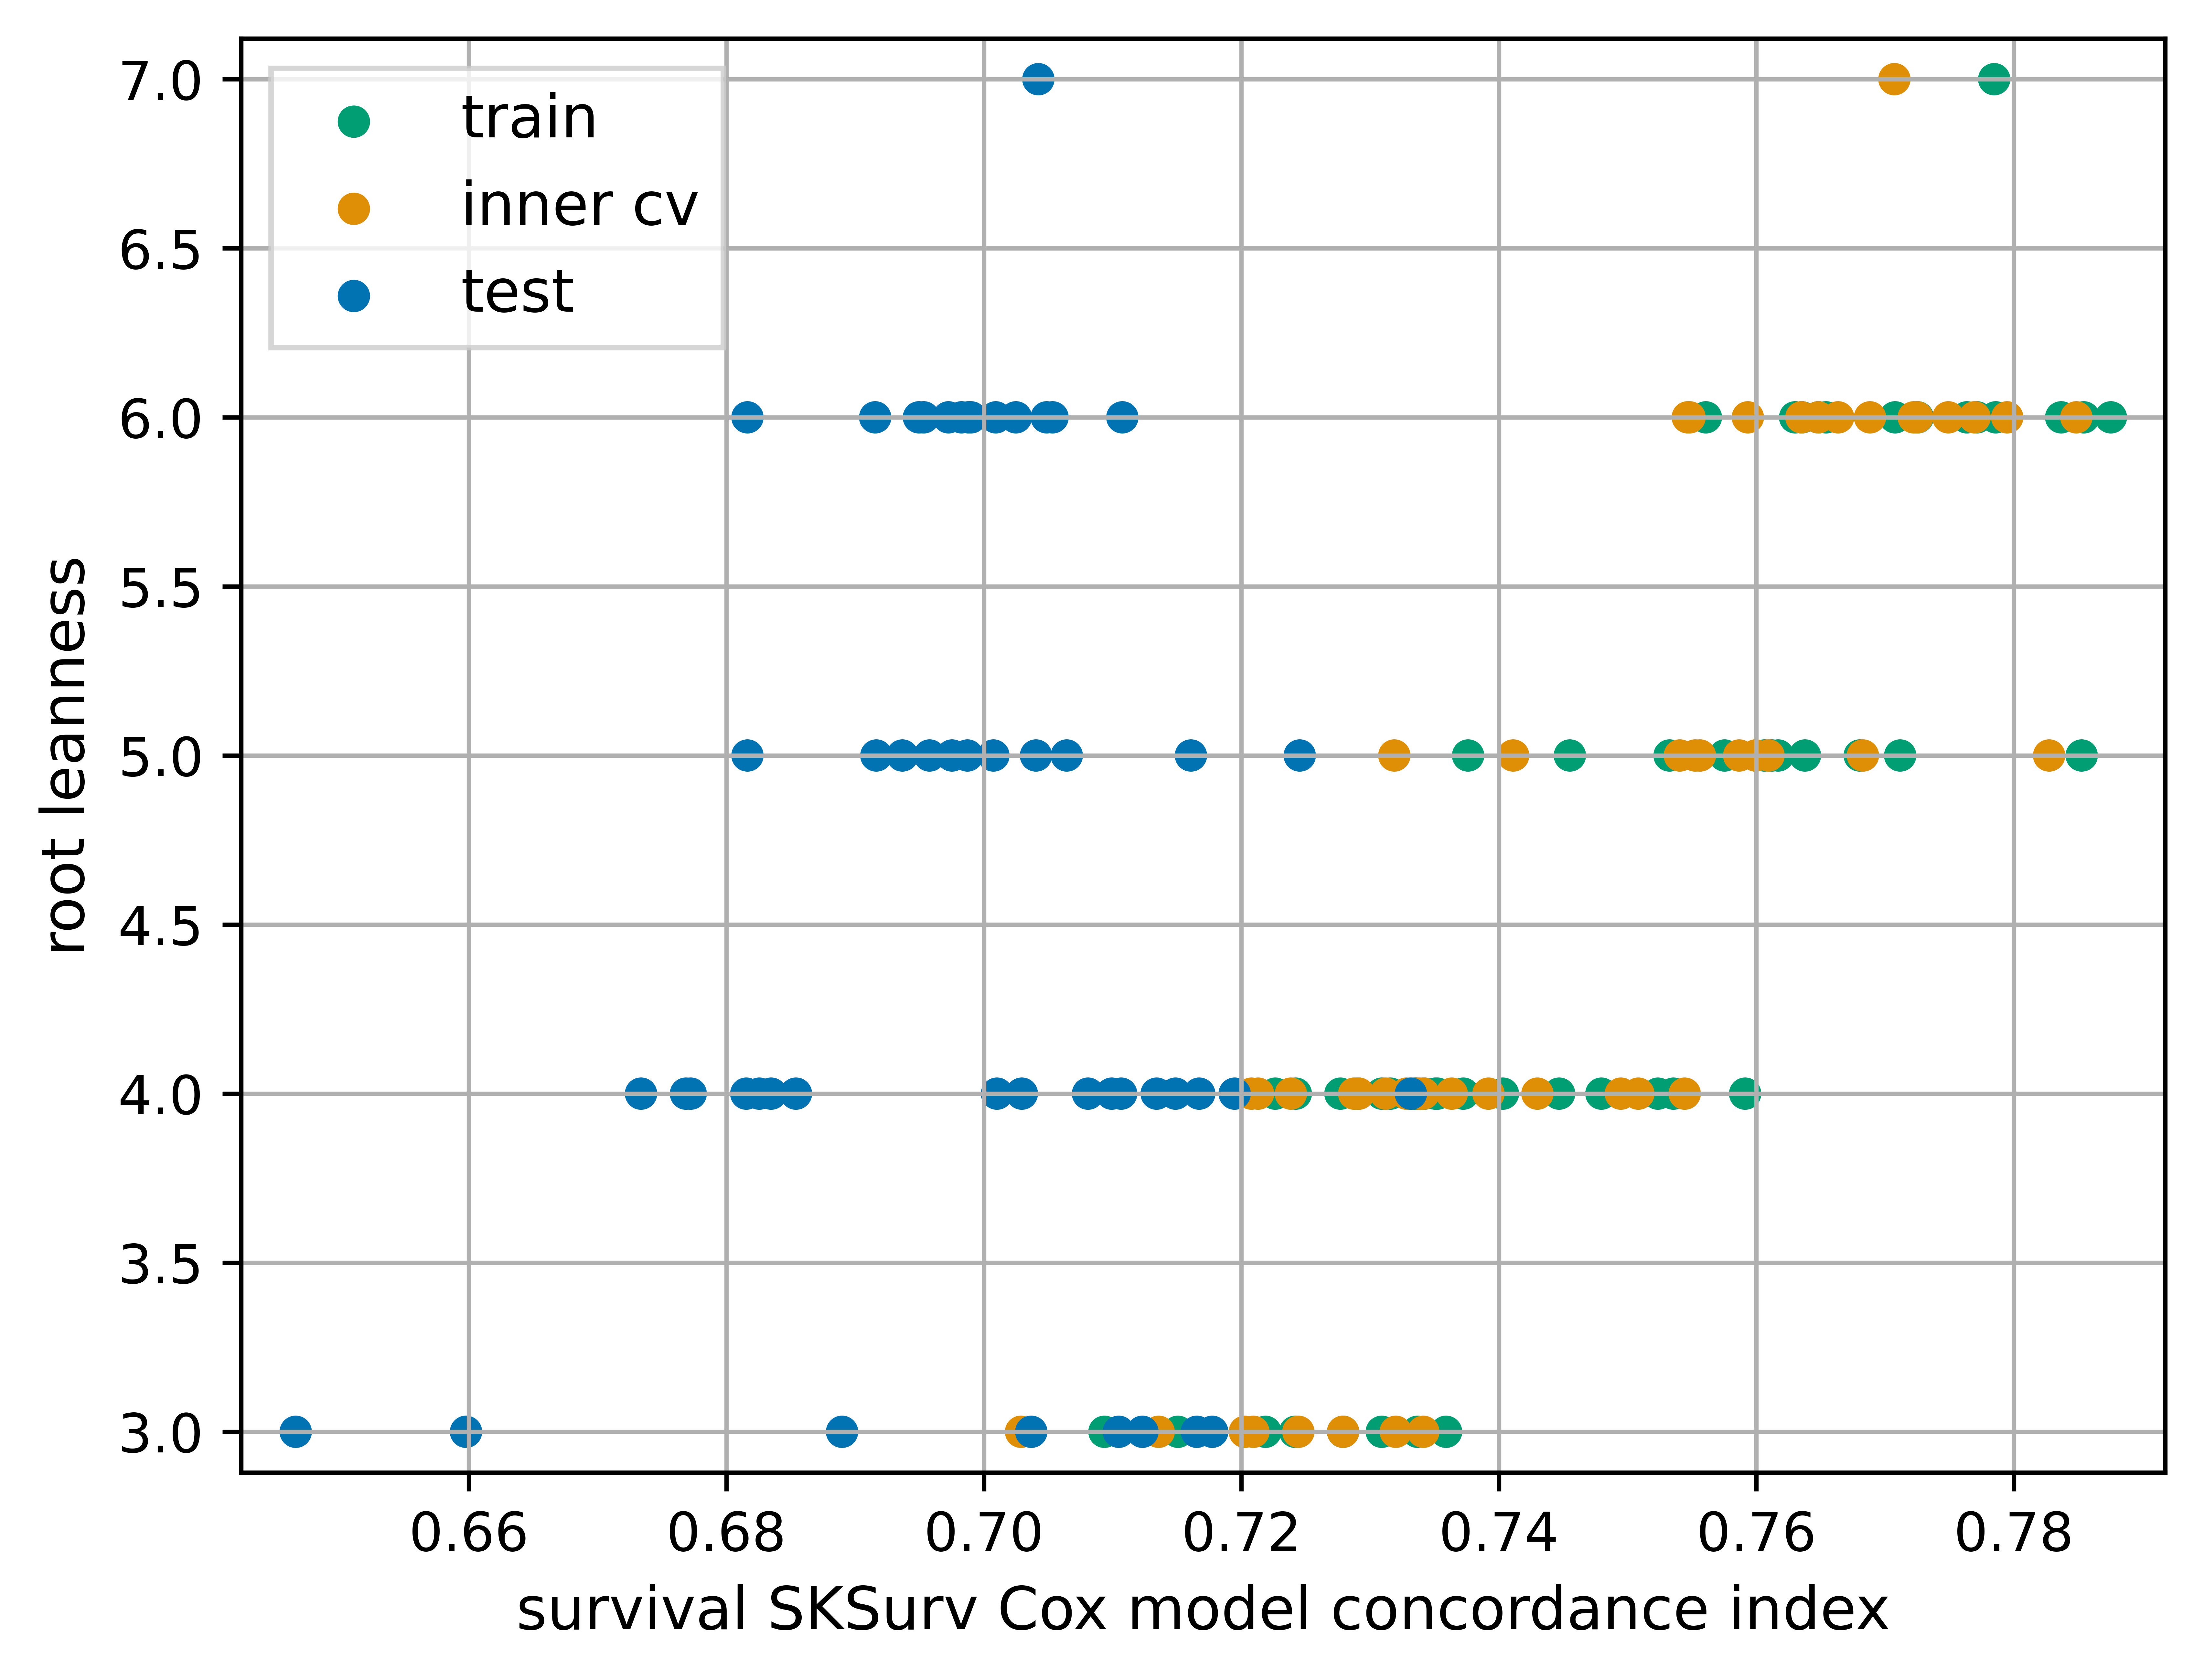 train
inner cv
test
7.0
6.5
6.0
5.5
5.0
4.5
4.0
3.5
3.0
root leanness
0.66 0.68 0.70 0.72 0.74 0.76 0.78
survival SKSurv Cox model concordance index